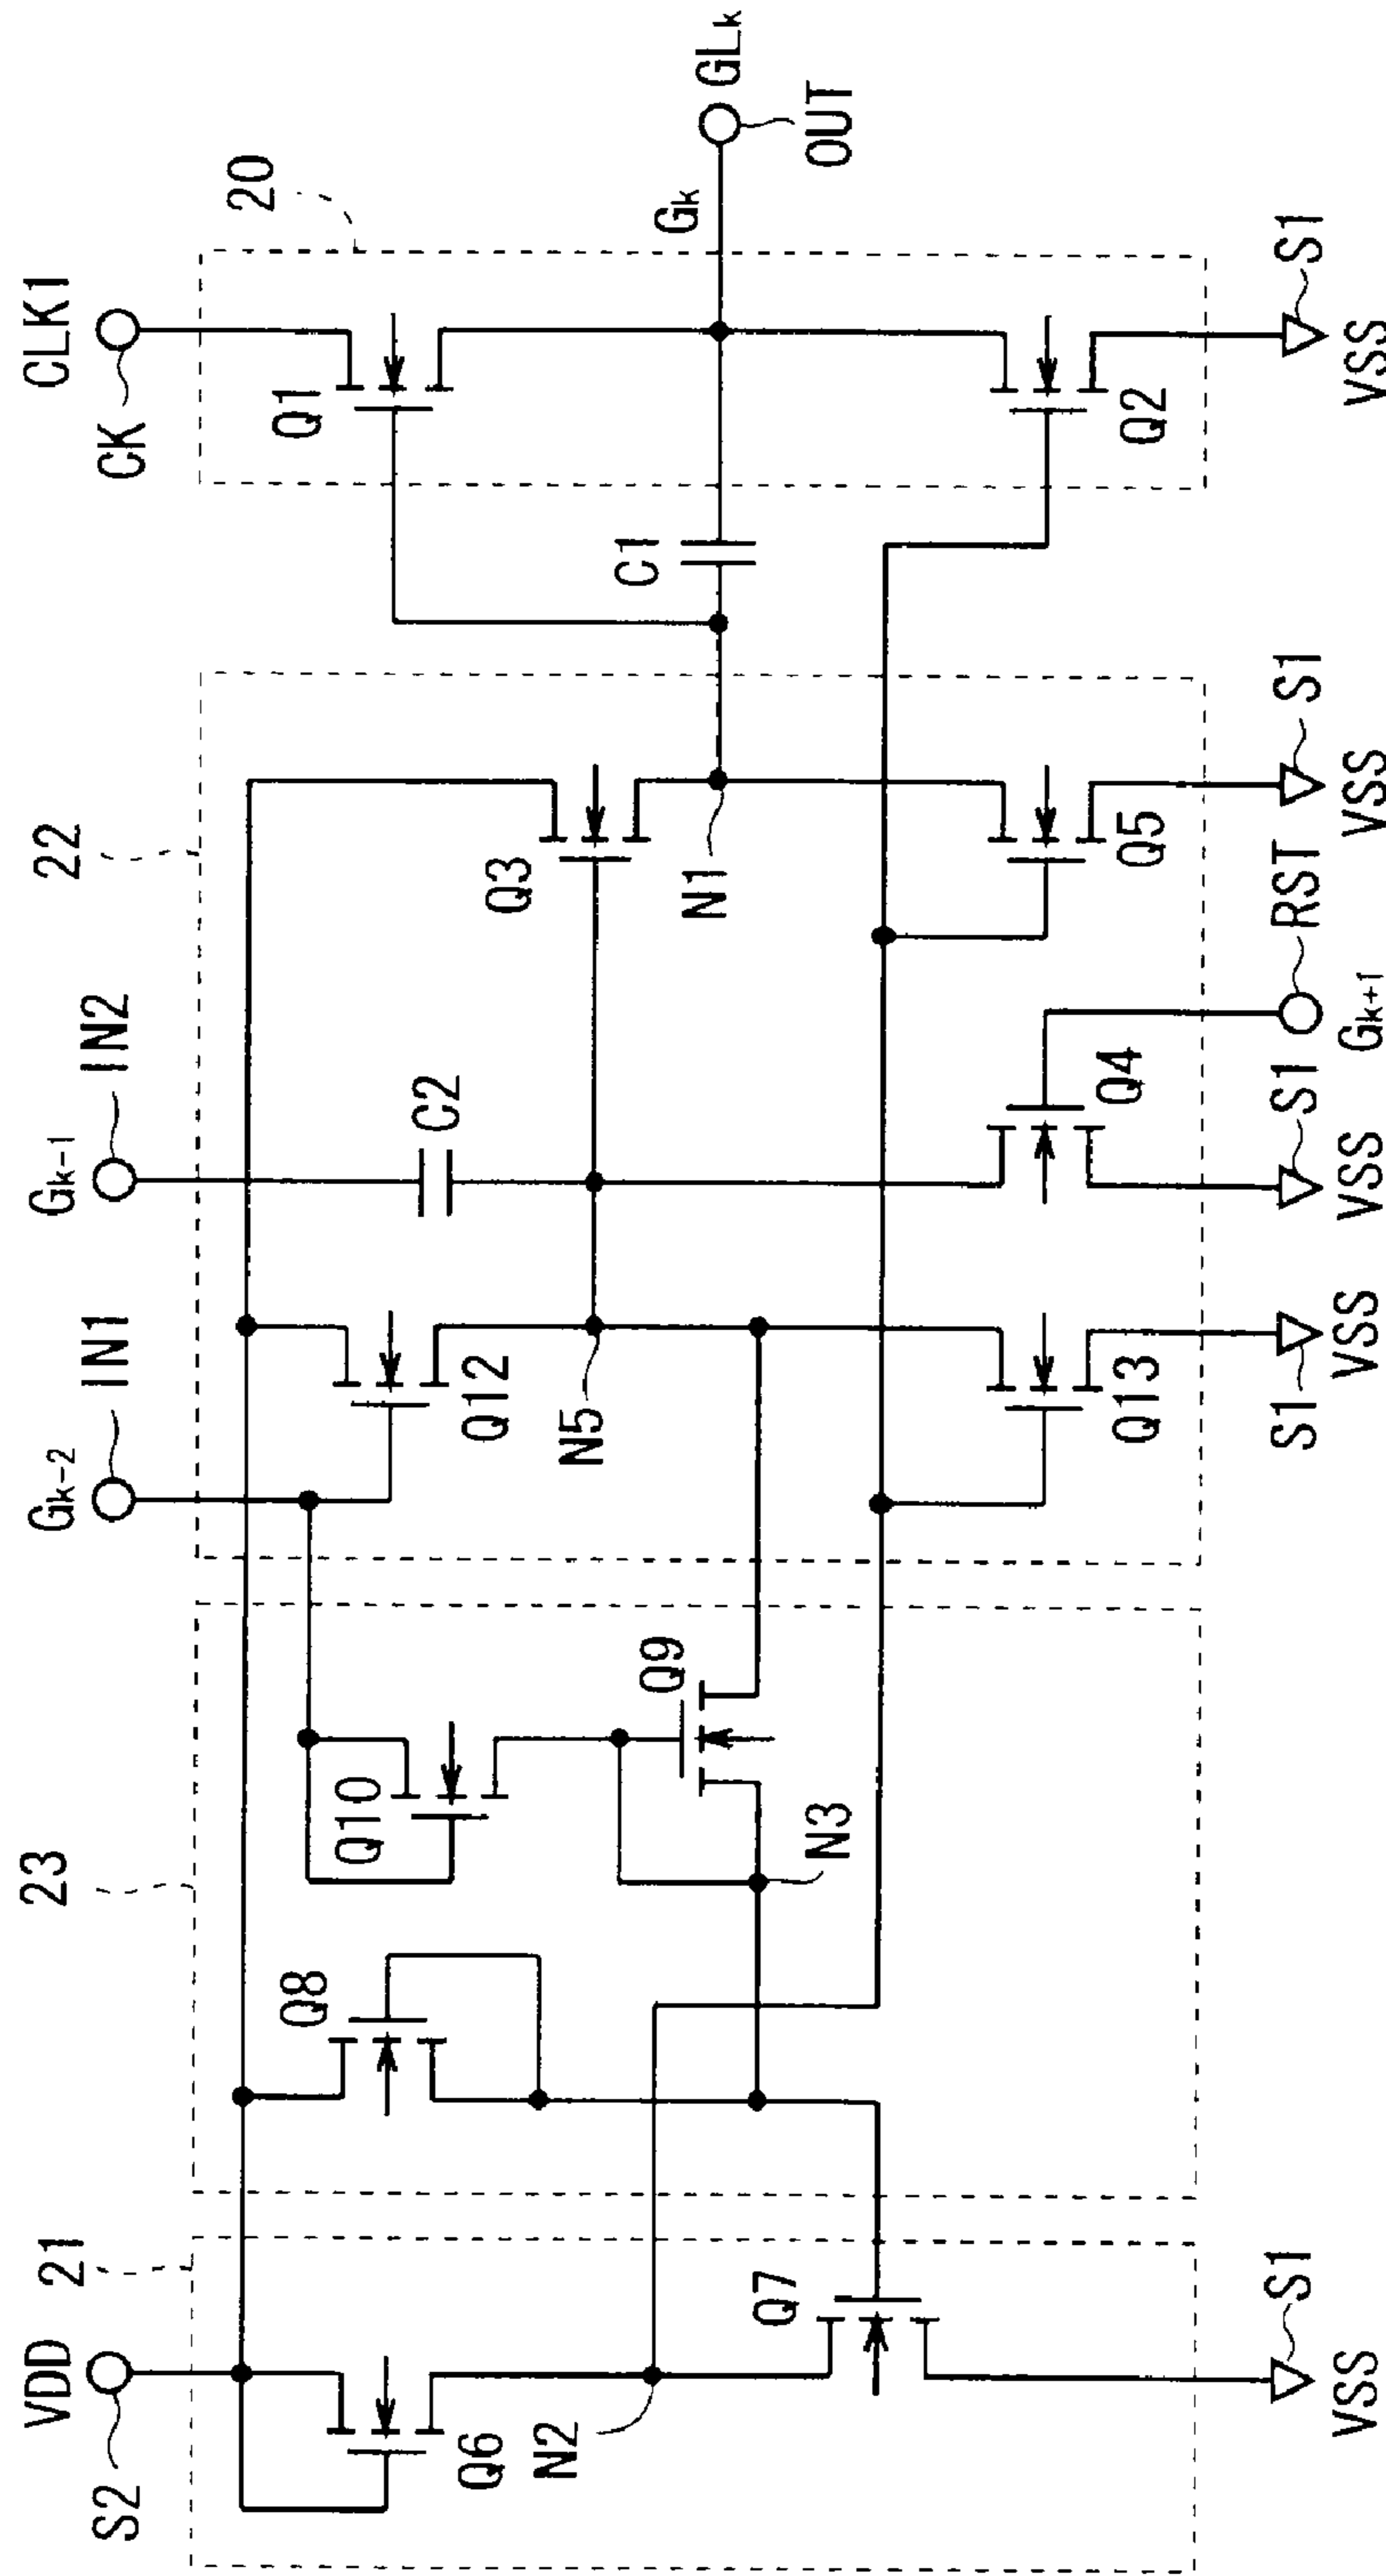 CLK1
CK
20
Q1
Gk
GLk
OUT
C1
Q2
S1
VSS
22
Gk-1
IN2
Gk-2
IN1
Q3
C2
Q12
N5
N1
Q5
Q4
Q13
S1
VSS
RST
Gk+1
S1
VSS
S1
VSS
23
Q10
Q9
Q8
N3
21
VDD
S2
Q6
N2
Q7
S1
VSS